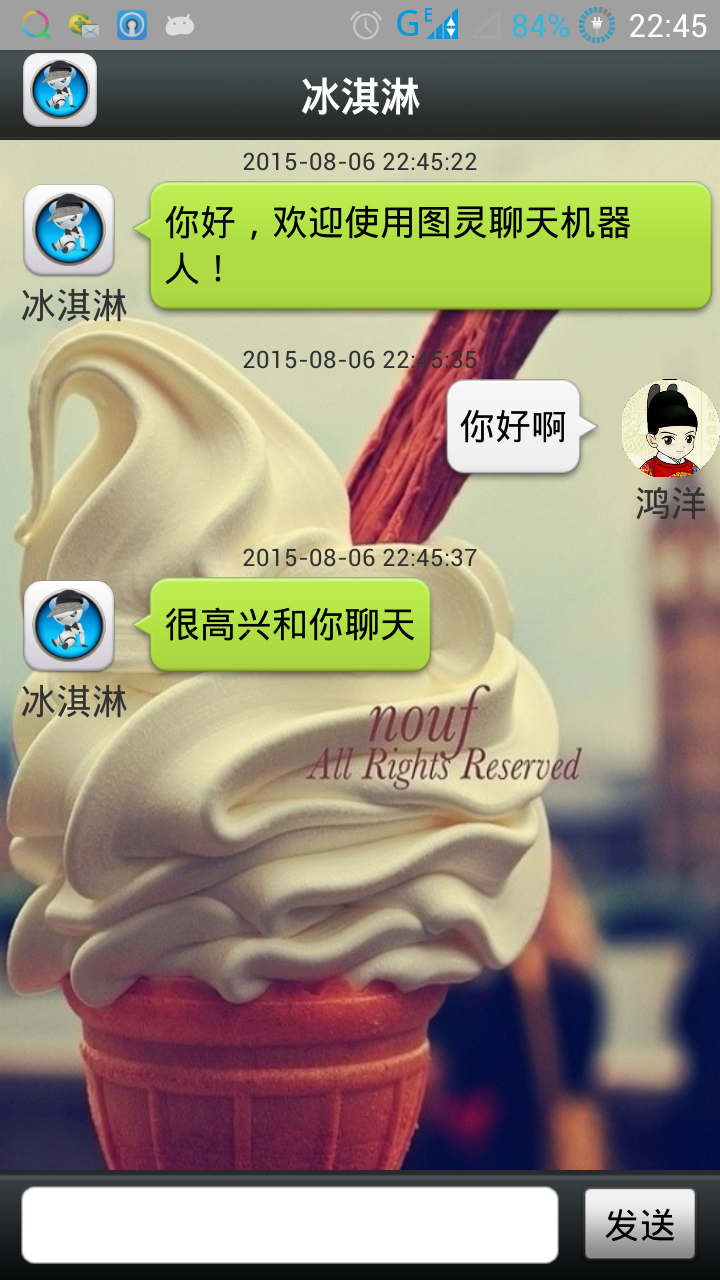 84% 22:45
冰淇淋
2015-08-06 22:45:22
你好，欢迎使用图灵聊天机器
人！
冰淇淋
2015-08-06 22:45:35
你好啊
鸿洋
2015-08-06 22:45:37
很高兴和你聊天
冰淇淋
nouf
All Rights Reserved
发送